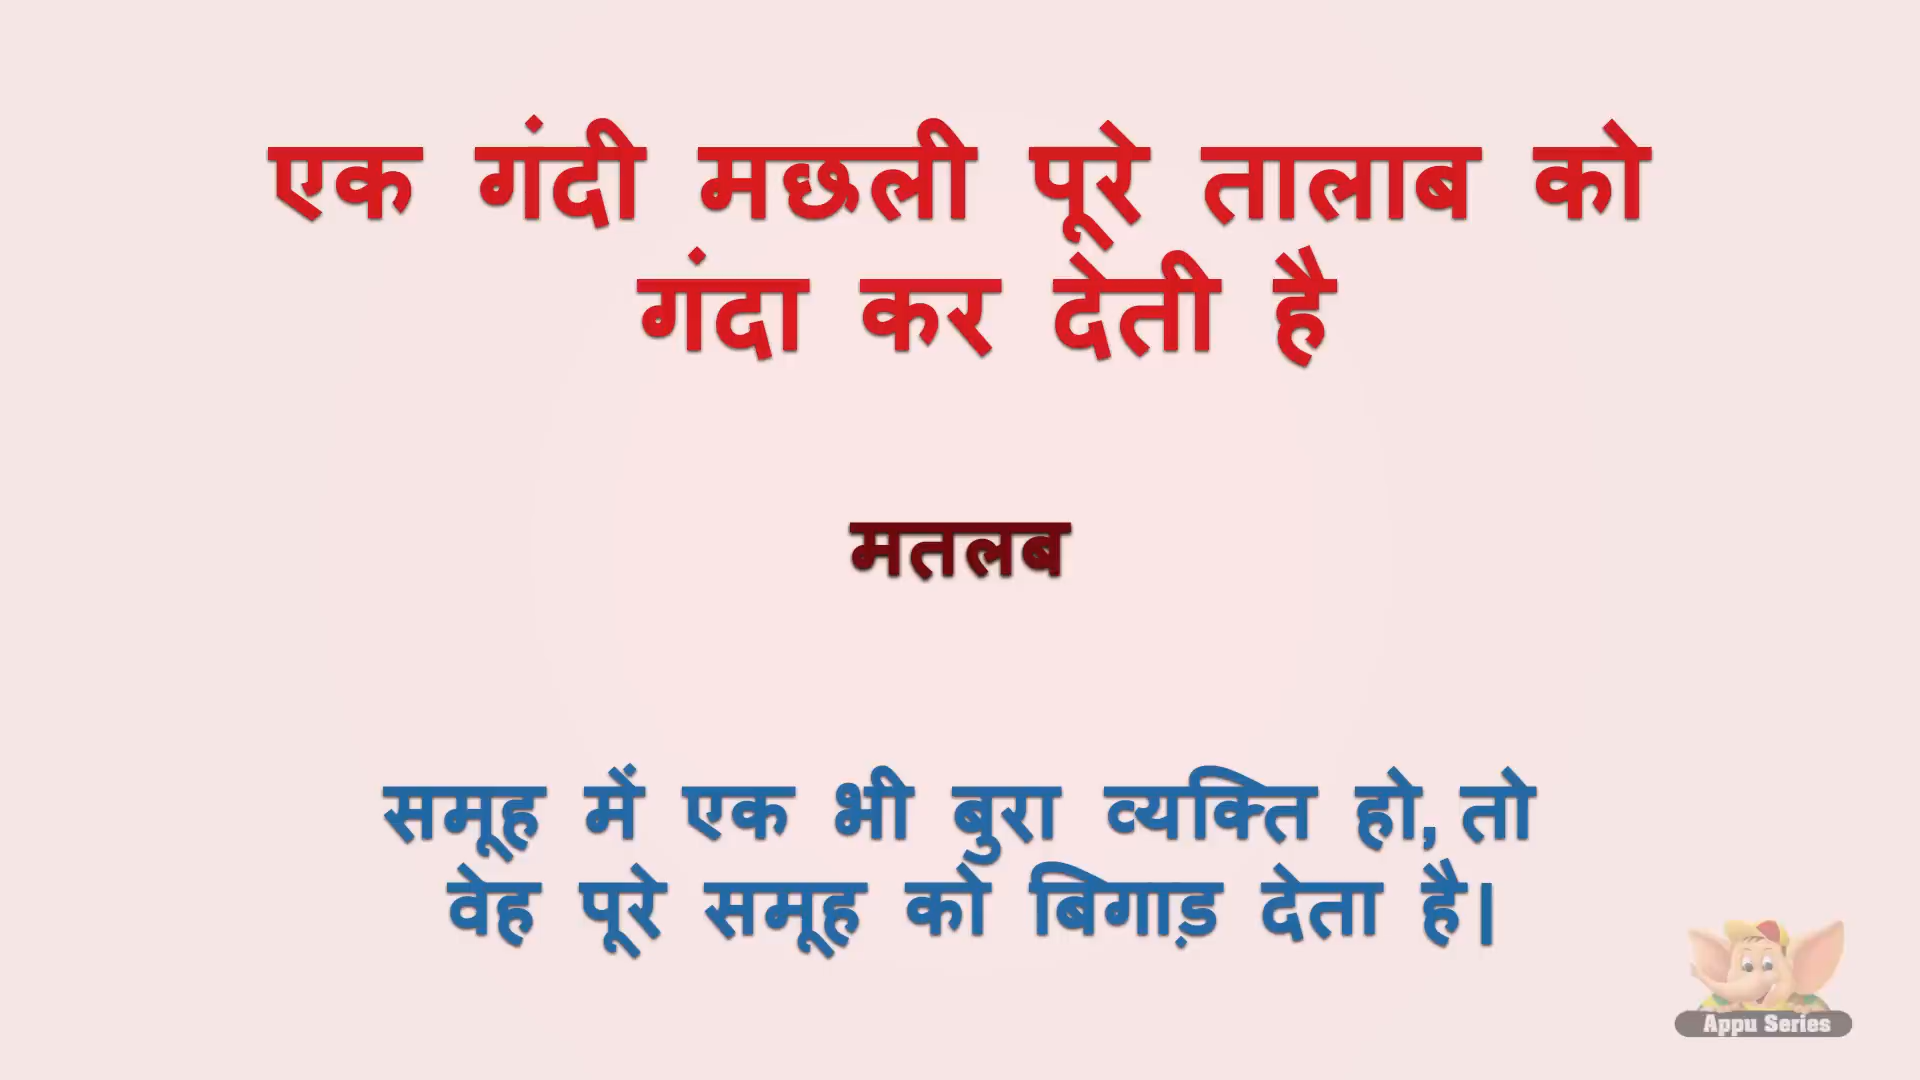 एक गंदी मछली पूरे तालाब को
गंदा कर देती है
मतलब
समूह में एक भी बुरा व्यक्ति हो, तो
वेह पूरे समूह को बिगाड़ देता है|
Appu Series